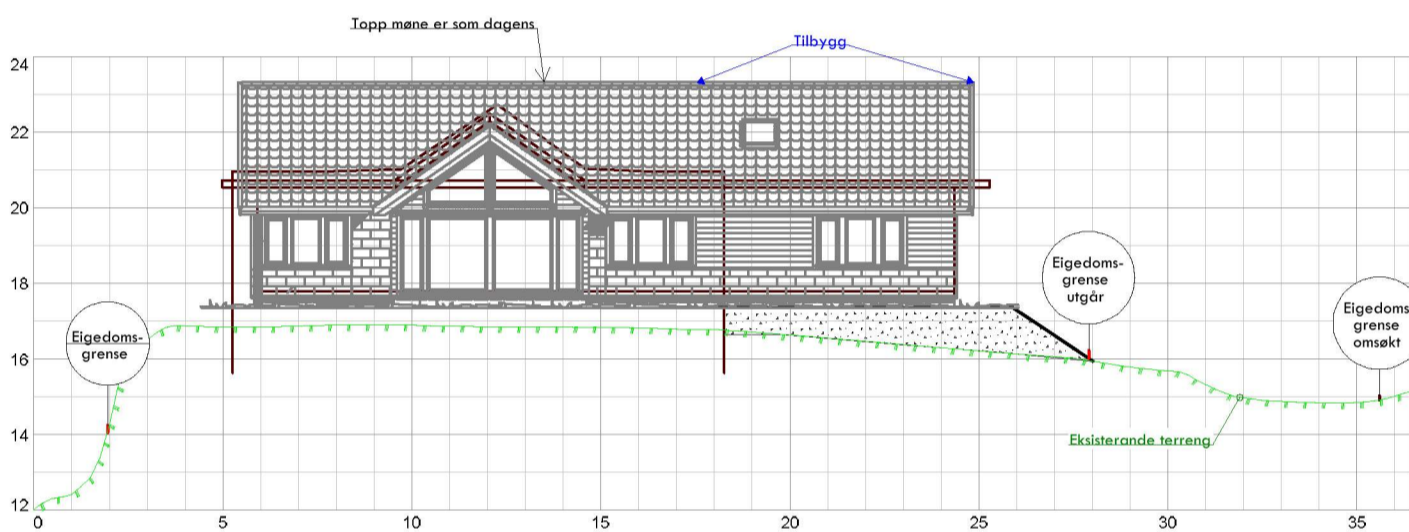 Topp møne er som dagens
Tilbygg
24
22
20
18
16
14
12
Eigedoms-
grense
Eigedoms-
grense
utgår
Eigedoms-
grense
omsøkt
Eksisterande terreng
0
5
10
15
20
25
30
35